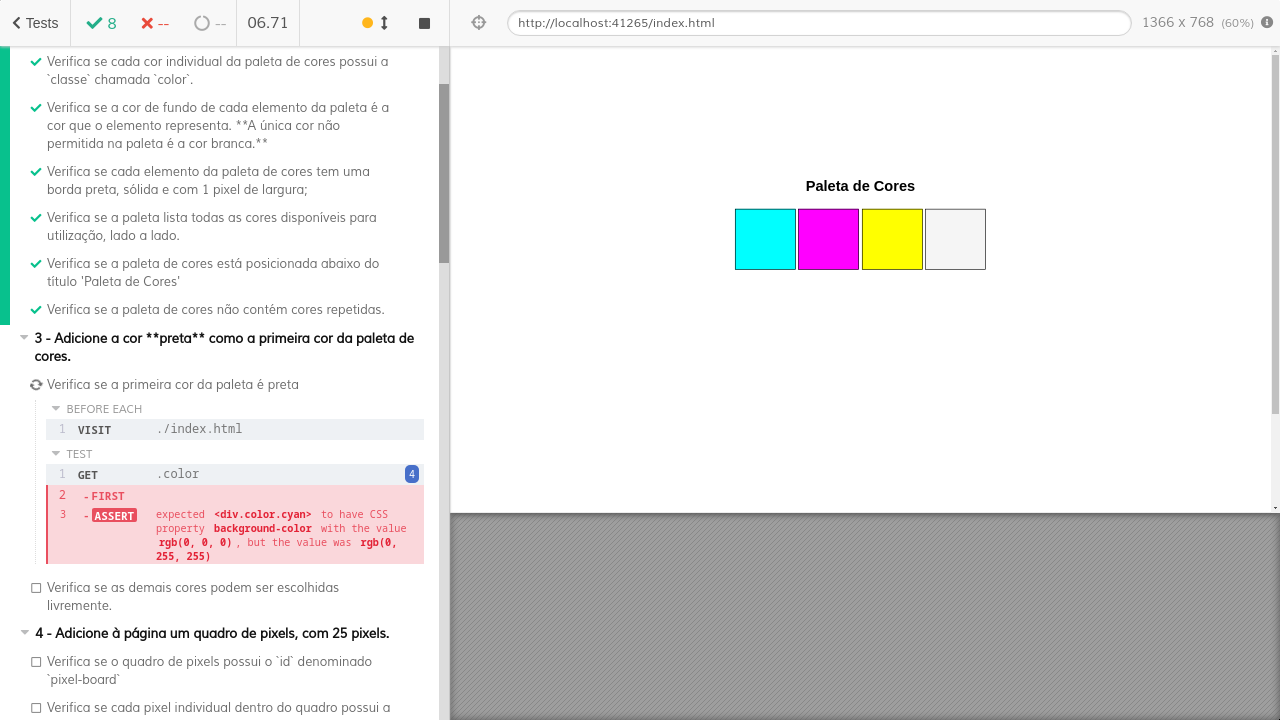 Tests
8
--
--
06.71
http://localhost:41265/index.html
1366 x 768 (60%)
Verifica se cada cor individual da paleta de cores possui a
`classe` chamada `color`.
Verifica se a cor de fundo de cada elemento da paleta é a
cor que o elemento representa. **A única cor não
permitida na paleta é a cor branca.**
Verifica se cada elemento da paleta de cores tem uma
borda preta, sólida e com 1 pixel de largura;
Verifica se a paleta lista todas as cores disponíveis para
utilização, lado a lado.
Verifica se a paleta de cores está posicionada abaixo do
título 'Paleta de Cores'
Verifica se a paleta de cores não contém cores repetidas.
3 - Adicione a cor **preta** como a primeira cor da paleta de
cores.
Verifica se a primeira cor da paleta é preta
BEFORE EACH
1 VISIT ./index.html
TEST
1 GET .color 4
2 - FIRST
3 - ASSERT expected <div.color.cyan> to have CSS
property background-color with the value
rgb(0, 0, 0) , but the value was rgb(0,
255, 255)
Verifica se as demais cores podem ser escolhidas
livremente.
4 - Adicione à página um quadro de pixels, com 25 pixels.
Verifica se o quadro de pixels possui o `id` denominado
`pixel-board`
Verifica se cada pixel individual dentro do quadro possui a
Paleta de Cores